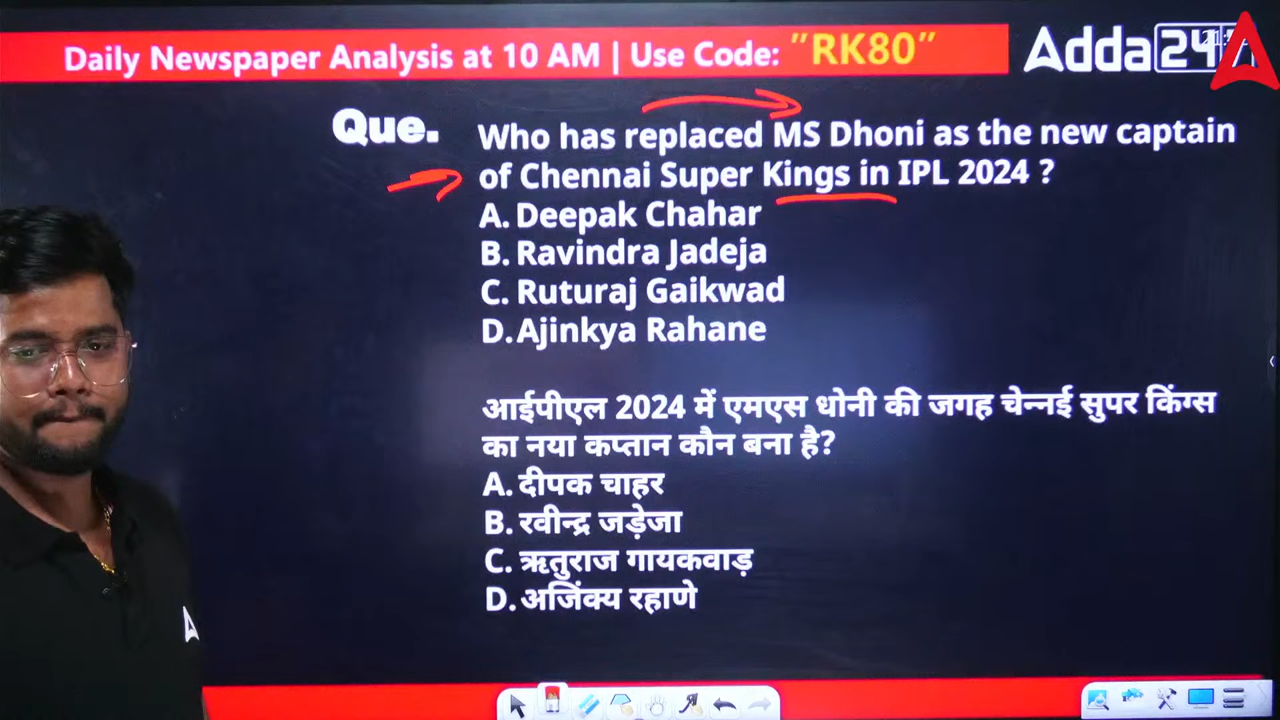 Daily Newspaper Analysis at 10 AM | Use Code: "RK80"
Adda247
Que. Who has replaced MS Dhoni as the new captain
of Chennai Super Kings in IPL 2024 ?
A. Deepak Chahar
B. Ravindra Jadeja
C. Ruturaj Gaikwad
D. Ajinkya Rahane
आईपीएल 2024 में एमएस धोनी की जगह चेन्नई सुपर किंग्स
का नया कप्तान कौन बना है?
A. दीपक चाहर
B. रवीन्द्र जड़ेजा
C. ऋतुराज गायकवाड़
D. अजिंक्य रहाणे